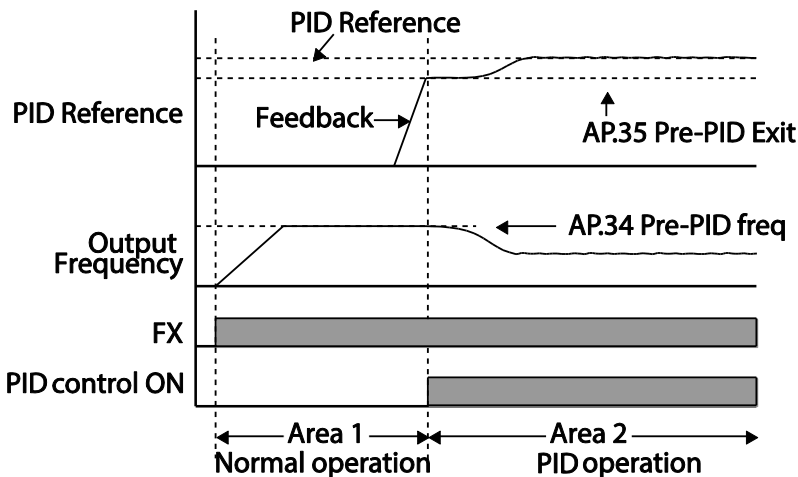 PID Reference
PID Reference
Feedback
AP.35 Pre-PID Exit
AP.34 Pre-PID freq
Output
Frequency
FX
PID control ON
Area 1
Area 2
Normal operation
PID operation